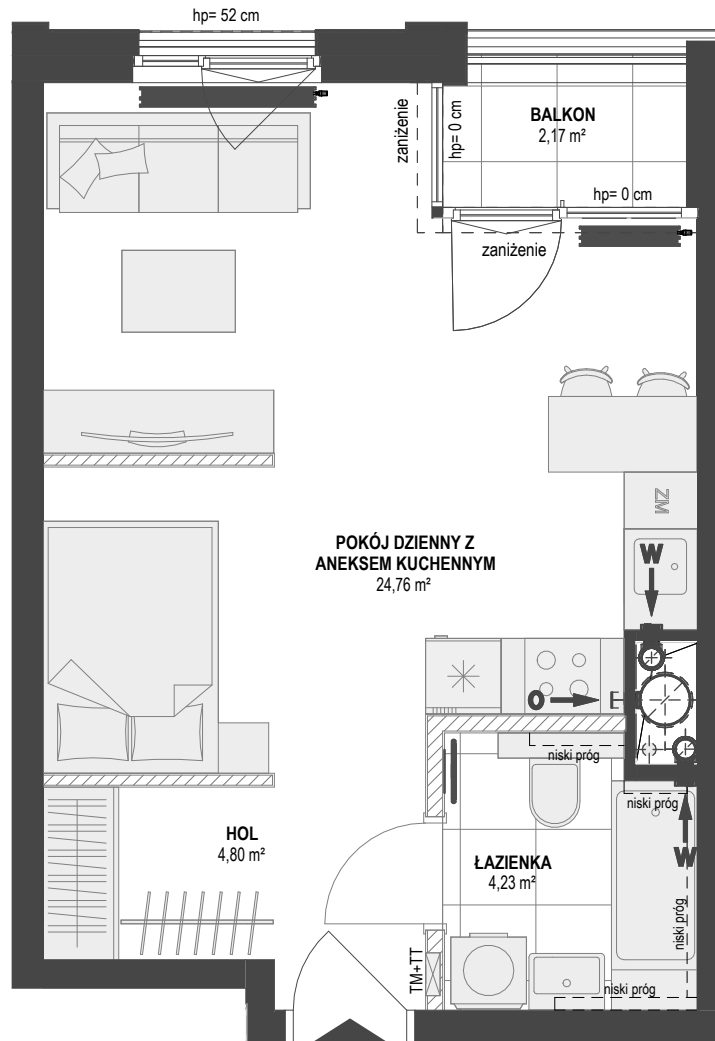 hp= 52 cm
BALKON
2,17 m²
zaniżenie
hp= 0 cm
hp= 0 cm
zaniżenie
ZM
W
POKÓJ DZIENNY Z
ANEKSEM KUCHENNYM
24,76 m²
O
E
niski próg
niski próg
HOL
4,80 m²
ŁAZIENKA
4,23 m²
W
niski próg
TM+TT
niski próg